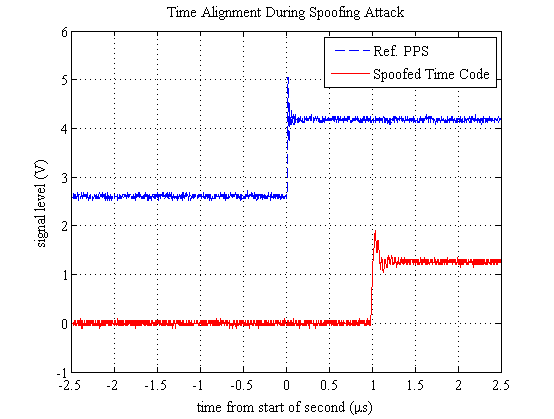 Time Alignment During Spoofing Attack
Ref. PPS
Spoofed Time Code
6
5
4
3
2
1
0
-1
signal level (V)
-2.5 -2 -1.5 -1 -0.5 0 0.5 1 1.5 2 2.5
time from start of second (μs)